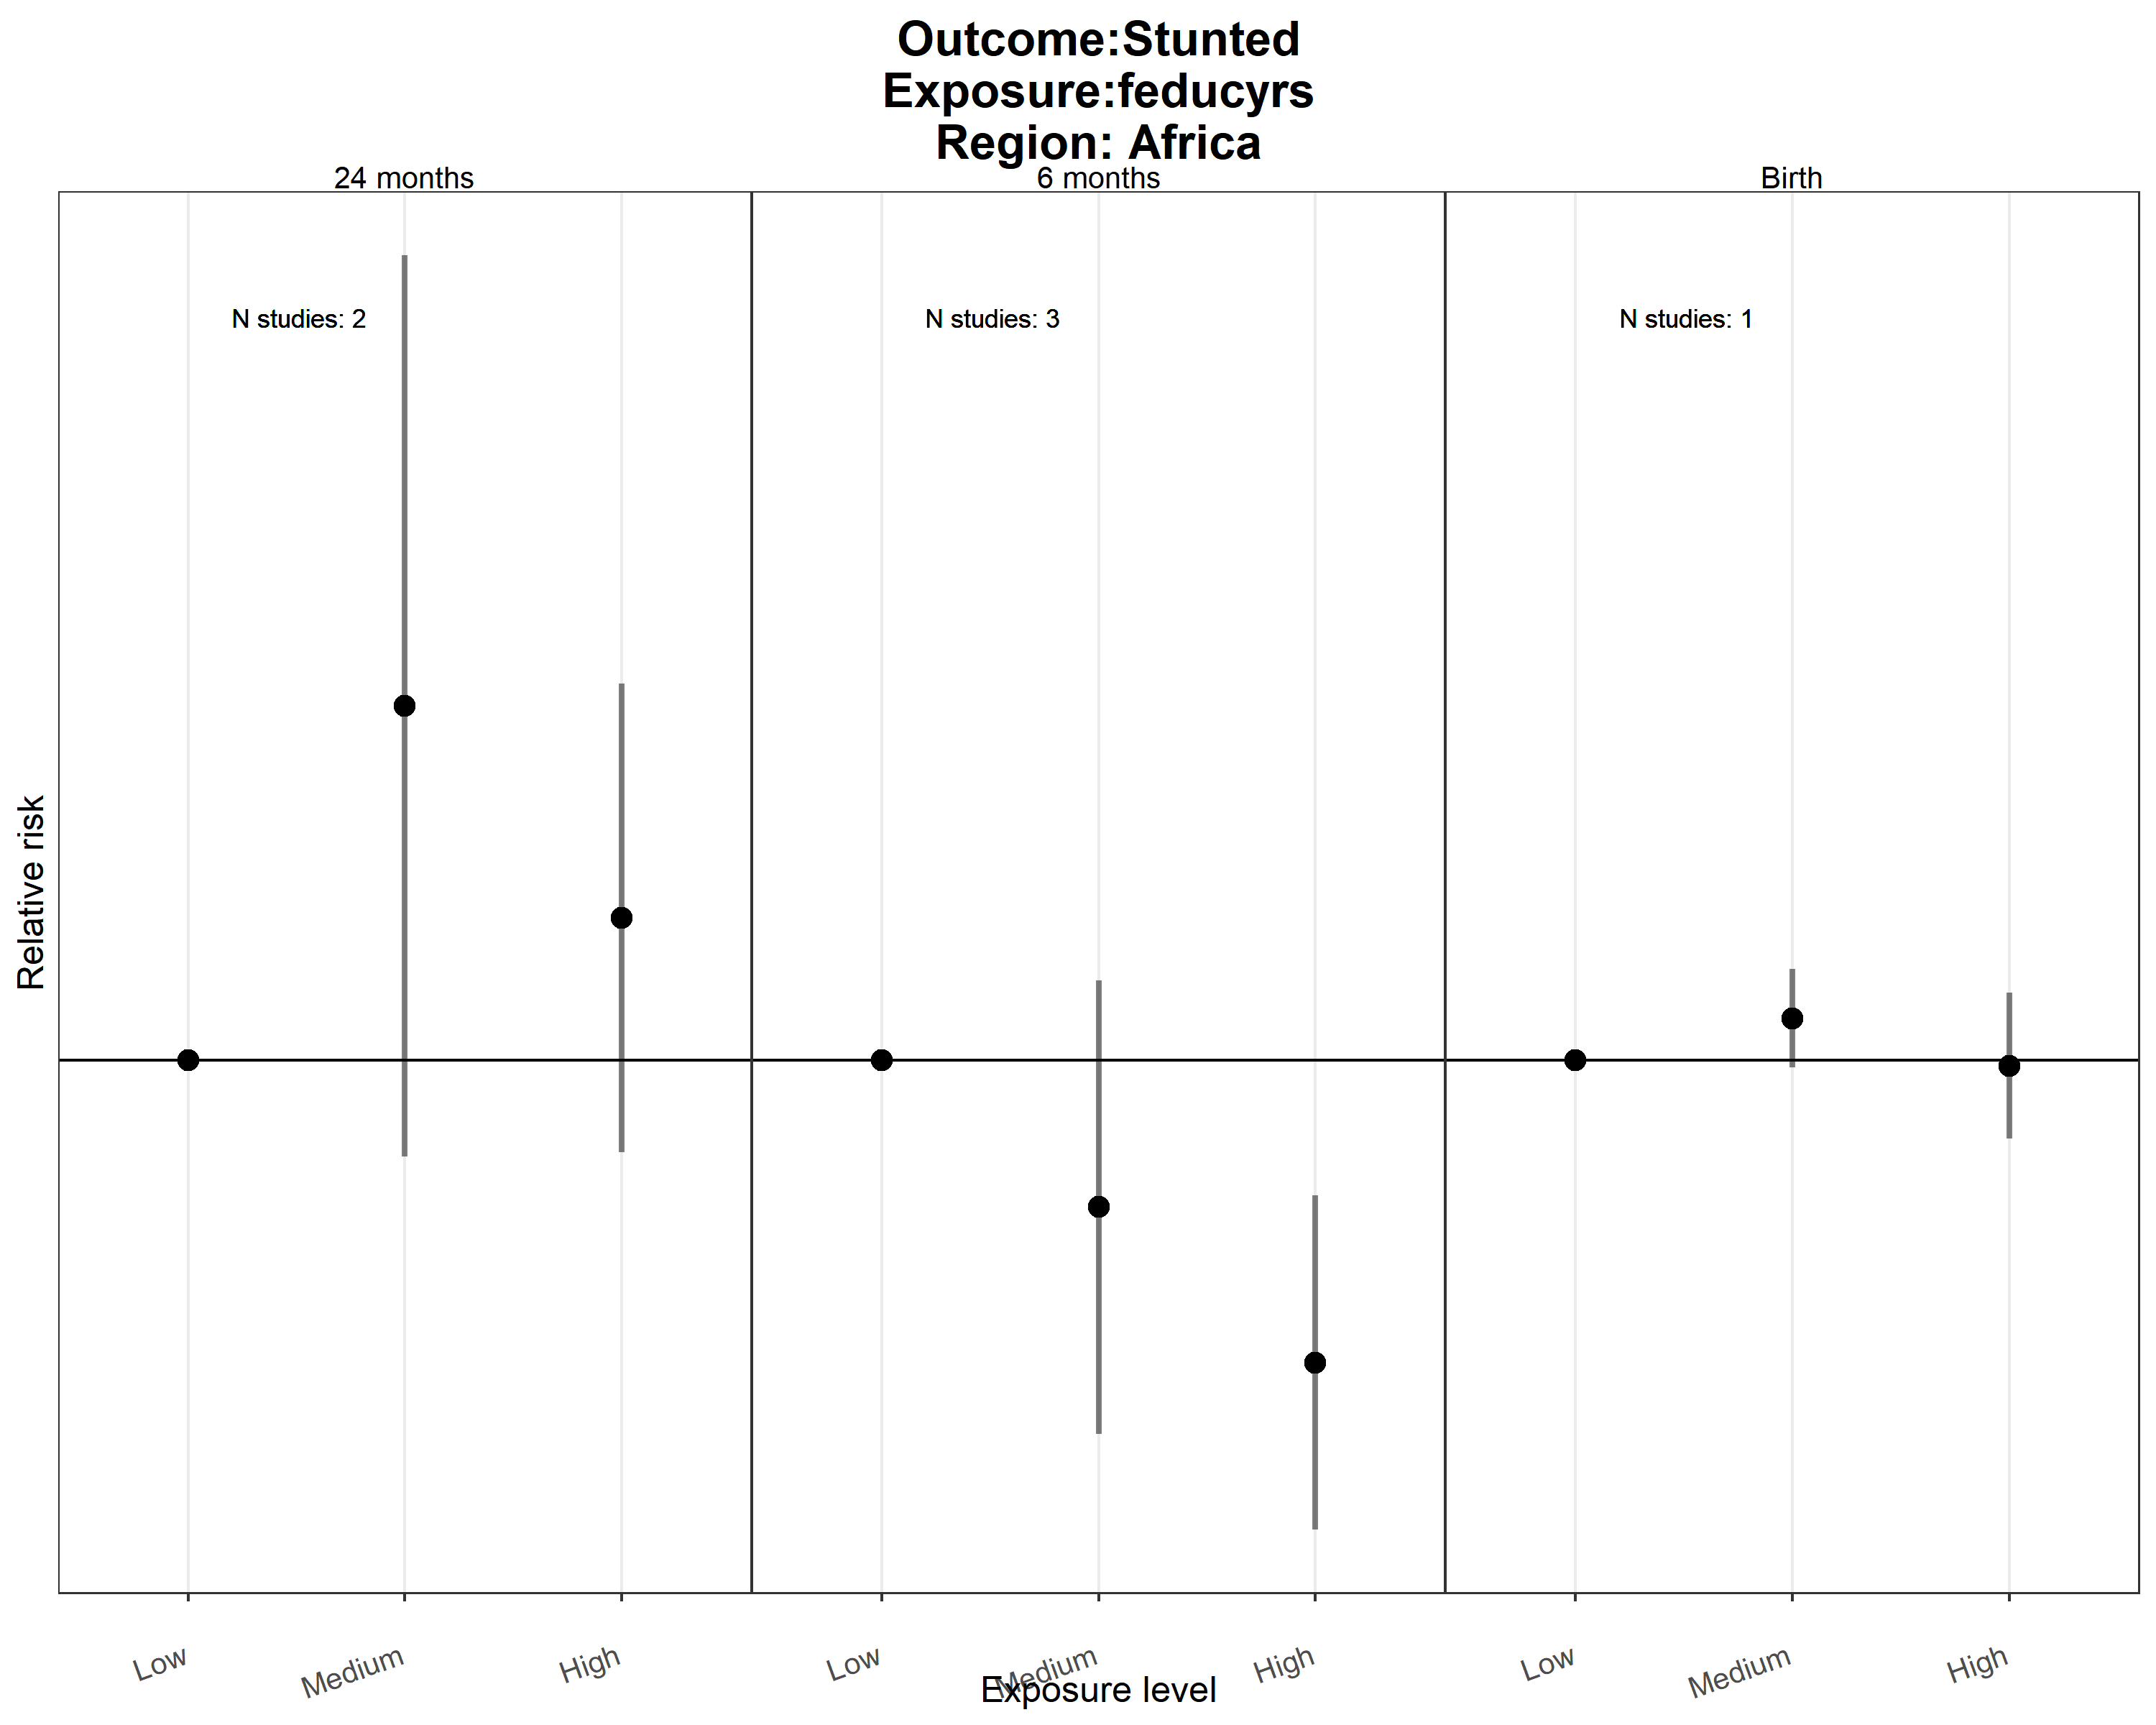 Outcome:Stunted
Exposure:feducyrs
Region: Africa
24 months
6 months
Birth
N studies: 2
N studies: 3
N studies: 1
Relative risk
Low
Medium
High
Low
Medium
High
Low
Medium
High
Exposure level